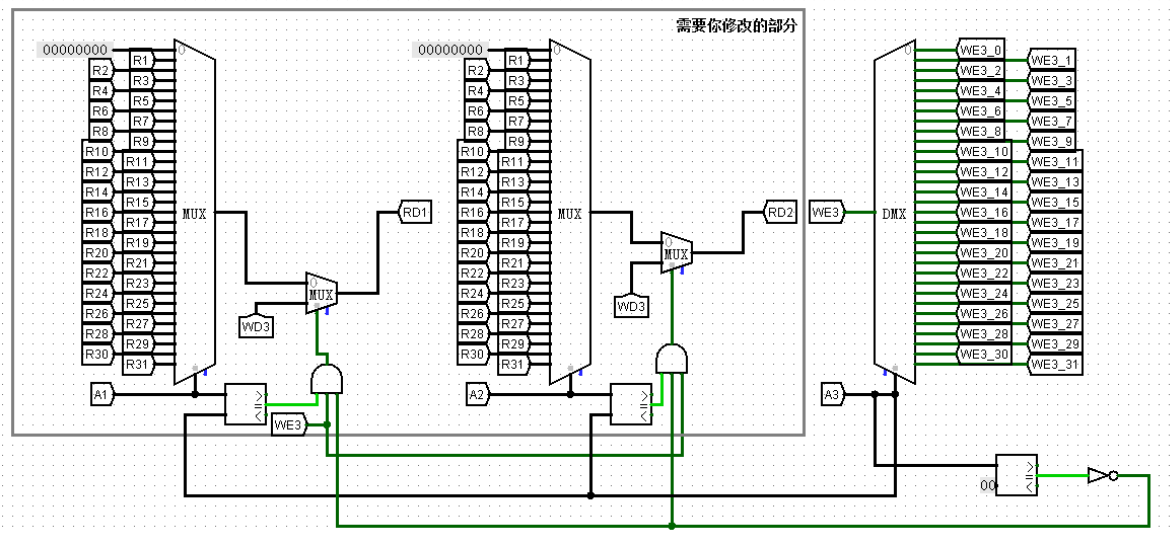 需要你修改的部分
00000000
R1
R2
R3
R4
R5
R6
R7
R8
R9
R10
R11
R12
R13
R14
R15
R16
R17
R18
R19
R20
R21
R22
R23
R24
R25
R26
R27
R28
R29
R30
R31
0
MUX
A1
0
MUX
WD3
RD1
>
=
<
WE3
00000000
R1
R2
R3
R4
R5
R6
R7
R8
R9
R10
R11
R12
R13
R14
R15
R16
R17
R18
R19
R20
R21
R22
R23
R24
R25
R26
R27
R28
R29
R30
R31
0
MUX
A2
0
MUX
WD3
RD2
>
=
<
WE3
DMX
0
A3
WE3_0
WE3_1
WE3_2
WE3_3
WE3_4
WE3_5
WE3_6
WE3_7
WE3_8
WE3_9
WE3_10
WE3_11
WE3_12
WE3_13
WE3_14
WE3_15
WE3_16
WE3_17
WE3_18
WE3_19
WE3_20
WE3_21
WE3_22
WE3_23
WE3_24
WE3_25
WE3_26
WE3_27
WE3_28
WE3_29
WE3_30
WE3_31
00
>
=
<